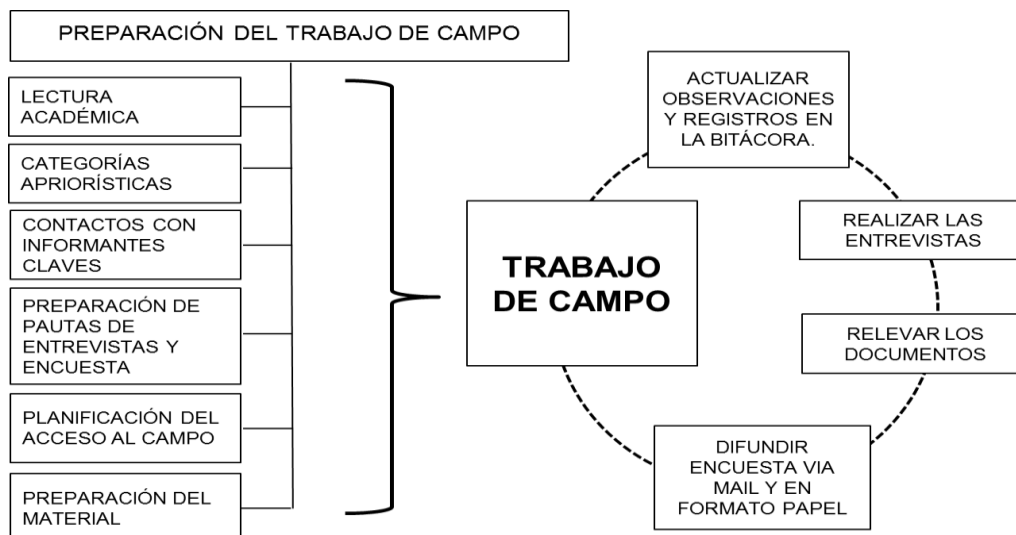 PREPARACIÓN DEL TRABAJO DE CAMPO
LECTURA
ACADÉMICA
CATEGORÍAS
APRIORÍSTICAS
CONTACTOS CON
INFORMANTES
CLAVES
PREPARACIÓN DE
PAUTAS DE
ENTREVISTAS Y
ENCUESTA
PLANIFICACIÓN DEL
ACCESO AL CAMPO
PREPARACIÓN DEL
MATERIAL
TRABAJO
DE CAMPO
ACTUALIZAR
OBSERVACIONES
Y REGISTROS EN
LA BITÁCORA.
REALIZAR LAS
ENTREVISTAS
RELEVAR LOS
DOCUMENTOS
DIFUNDIR
ENCUESTA VIA
MAIL Y EN
FORMATO PAPEL